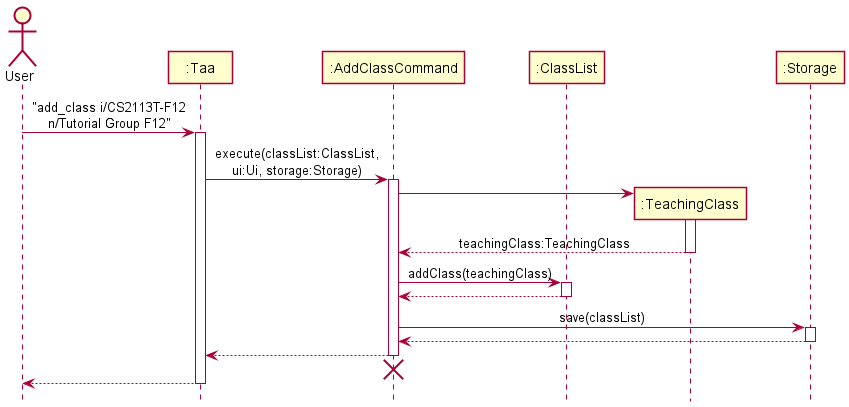 User
:Taa
:AddClassCommand
:ClassList
:Storage
"add_class i/CS2113T-F12
n/Tutorial Group F12"
execute(classList:ClassList,
ui:Ui, storage:Storage)
:TeachingClass
teachingClass:TeachingClass
addClass(teachingClass)
save(classList)